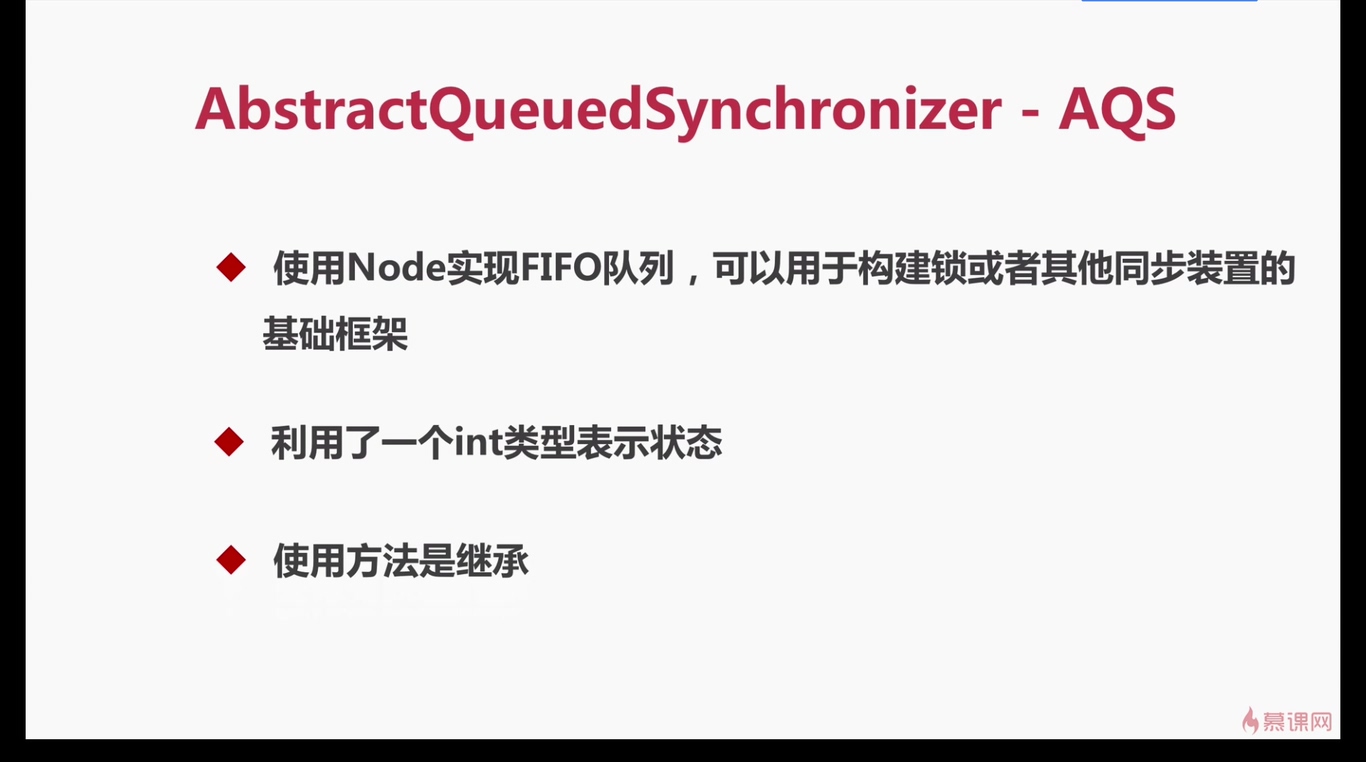 AbstractQueuedSynchronizer - AQS
使用Node实现FIFO队列，可以用于构建锁或者其他同步装置的
基础框架
利用了一个int类型表示状态
使用方法是继承
慕课网